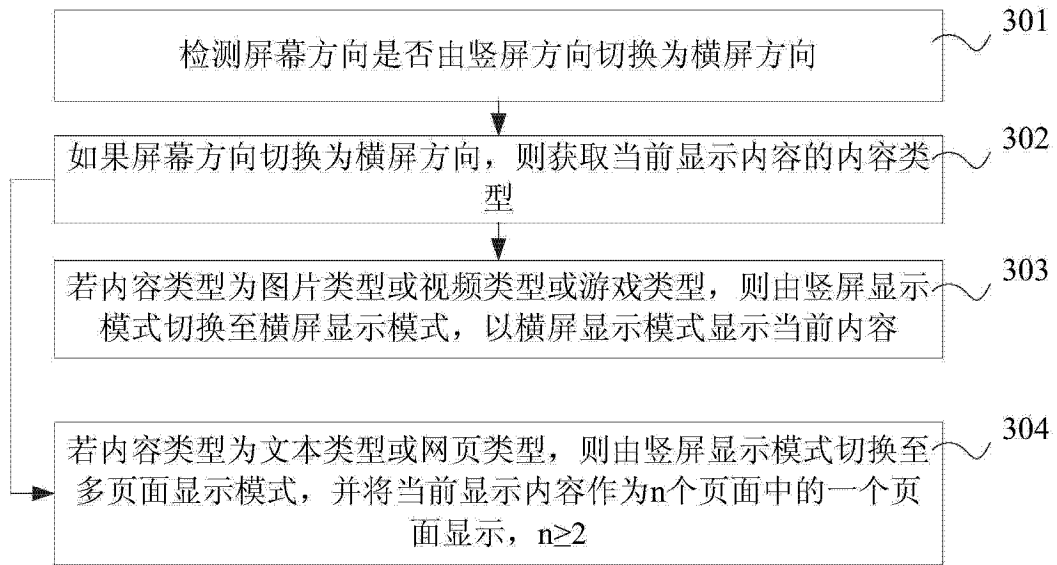 检测屏幕方向是否由竖屏方向切换为横屏方向
301
如果屏幕方向切换为横屏方向，则获取当前显示内容的内容类
型
302
若内容类型为图片类型或视频类型或游戏类型，则由竖屏显示
模式切换至横屏显示模式，以横屏显示模式显示当前内容
303
若内容类型为文本类型或网页类型，则由竖屏显示模式切换至
多页面显示模式，并将当前显示内容作为n个页面中的一个页
面显示，n≥2
304